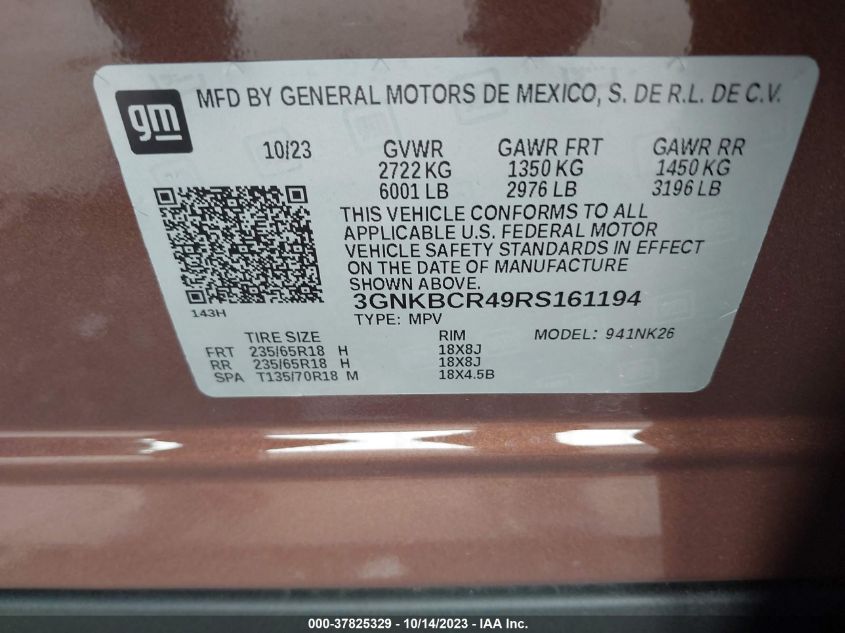 gm
MFD BY GENERAL MOTORS DE MEXICO, S. DE R.L. DE C.V.
10/23 GVWR GAWR FRT GAWR RR
2722 KG 1350 KG 1450 KG
6001 LB 2976 LB 3196 LB
THIS VEHICLE CONFORMS TO ALL
APPLICABLE U.S. FEDERAL MOTOR
VEHICLE SAFETY STANDARDS IN EFFECT
ON THE DATE OF MANUFACTURE
SHOWN ABOVE.
3GNKBCR49RS161194
143H
TYPE: MPV
TIRE SIZE RIM MODEL: 941NK26
FRT 235/65R18 H 18X8J
RR 235/65R18 H 18X8J
SPA T135/70R18 M 18X4.5B
000-37825329 - 10/14/2023 - IAA Inc.